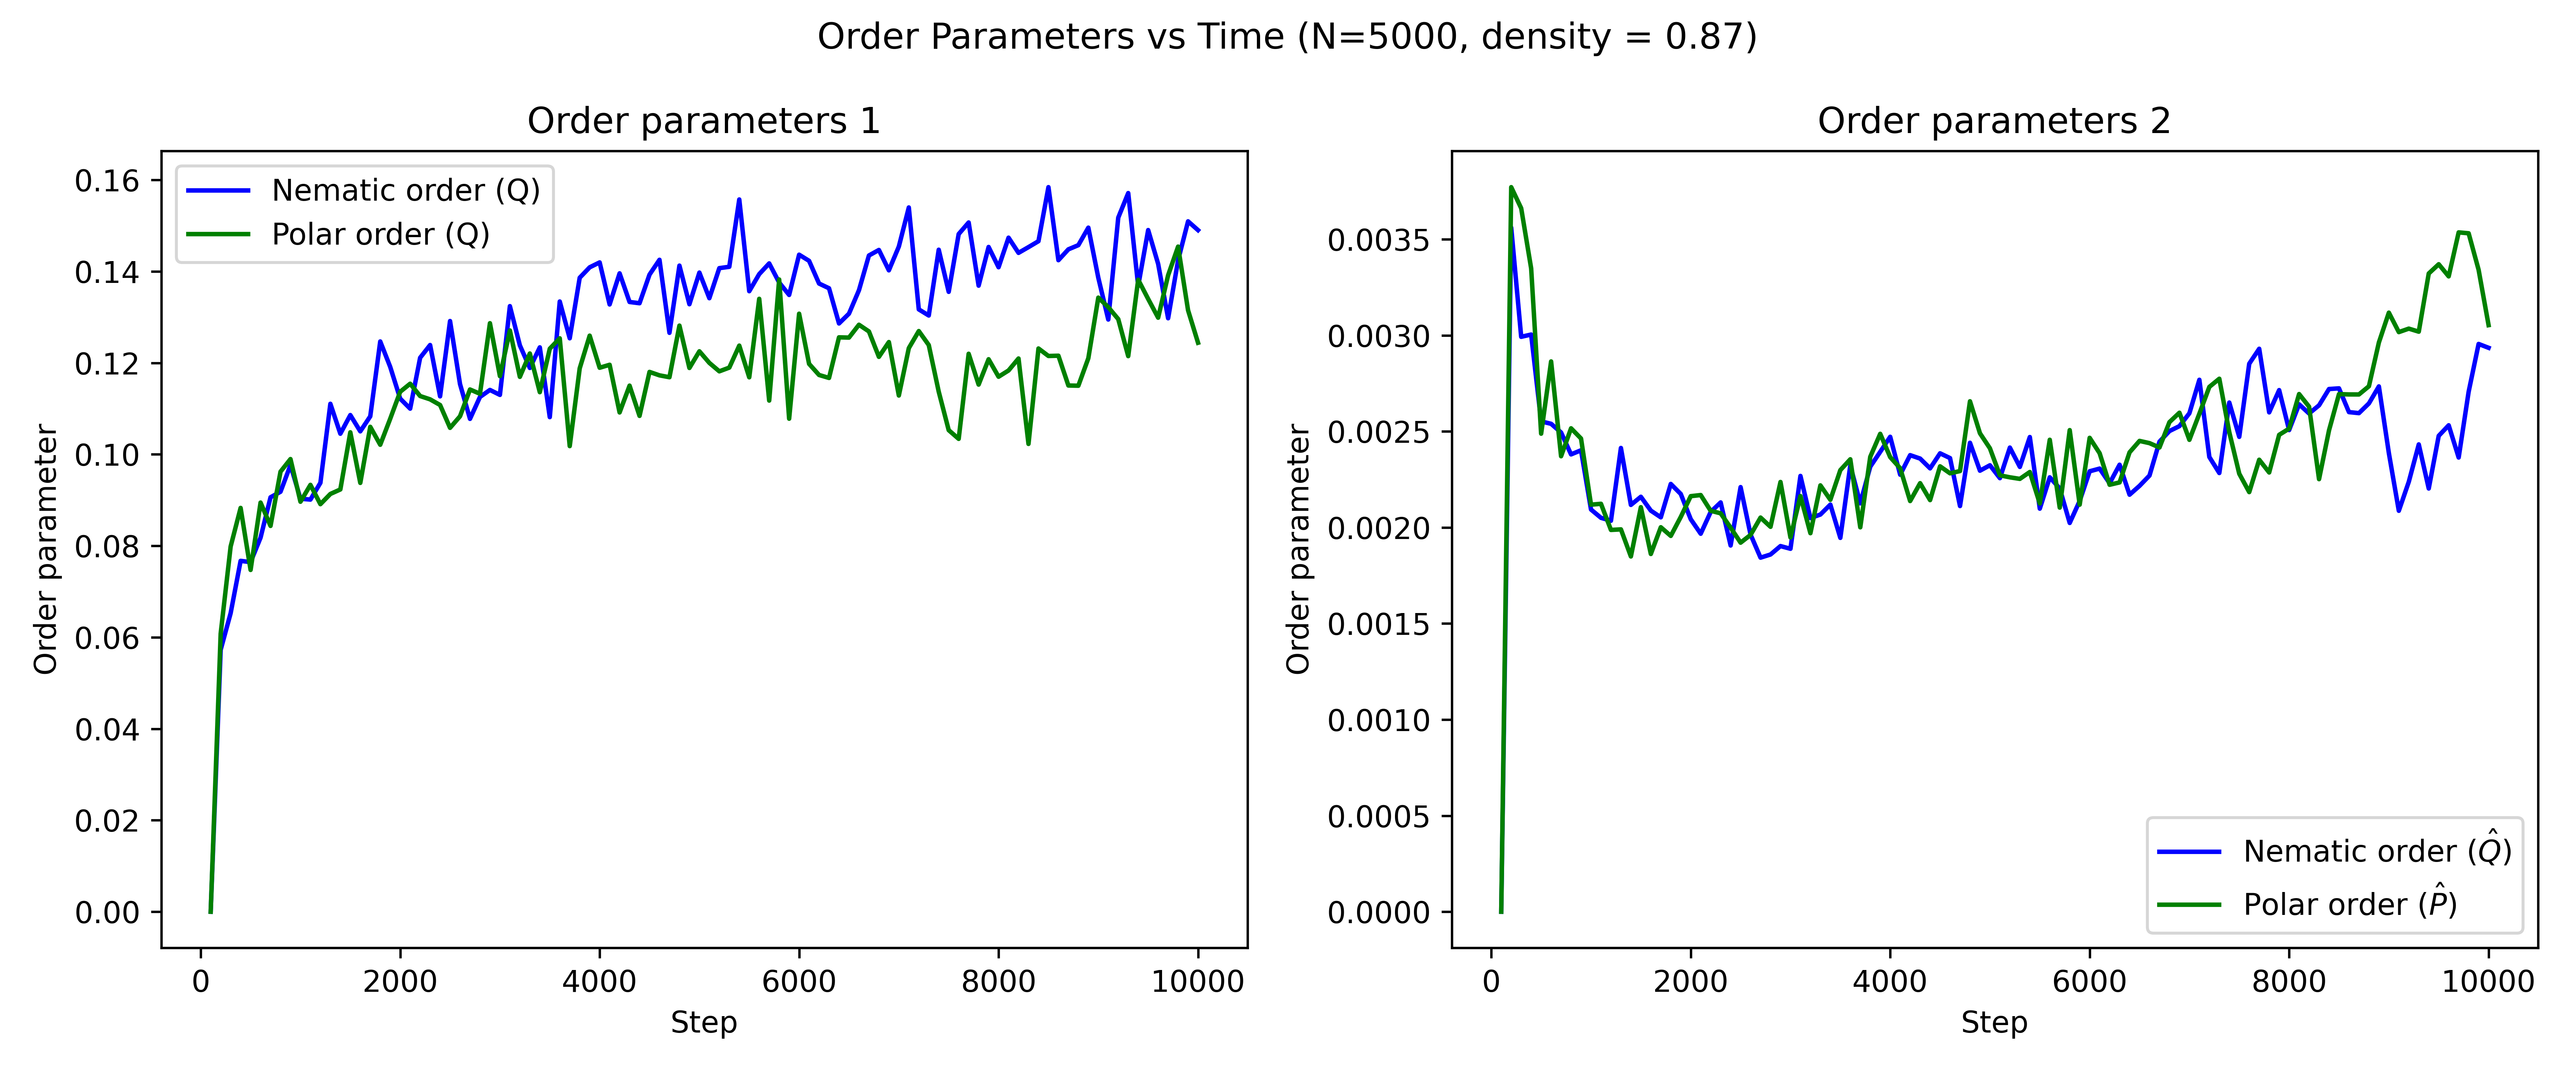 Order Parameters vs Time (N=5000, density = 0.87)
Order parameters 1
Nematic order (Q)
Polar order (Q)
0.16
0.14
0.12
0.10
0.08
0.06
0.04
0.02
0.00
Order parameter
0 2000 4000 6000 8000 10000
Step
Order parameters 2
0.0035
0.0030
0.0025
0.0020
0.0015
0.0010
0.0005
0.0000
Order parameter
Nematic order (Q̂)
Polar order (P̂)
0 2000 4000 6000 8000 10000
Step